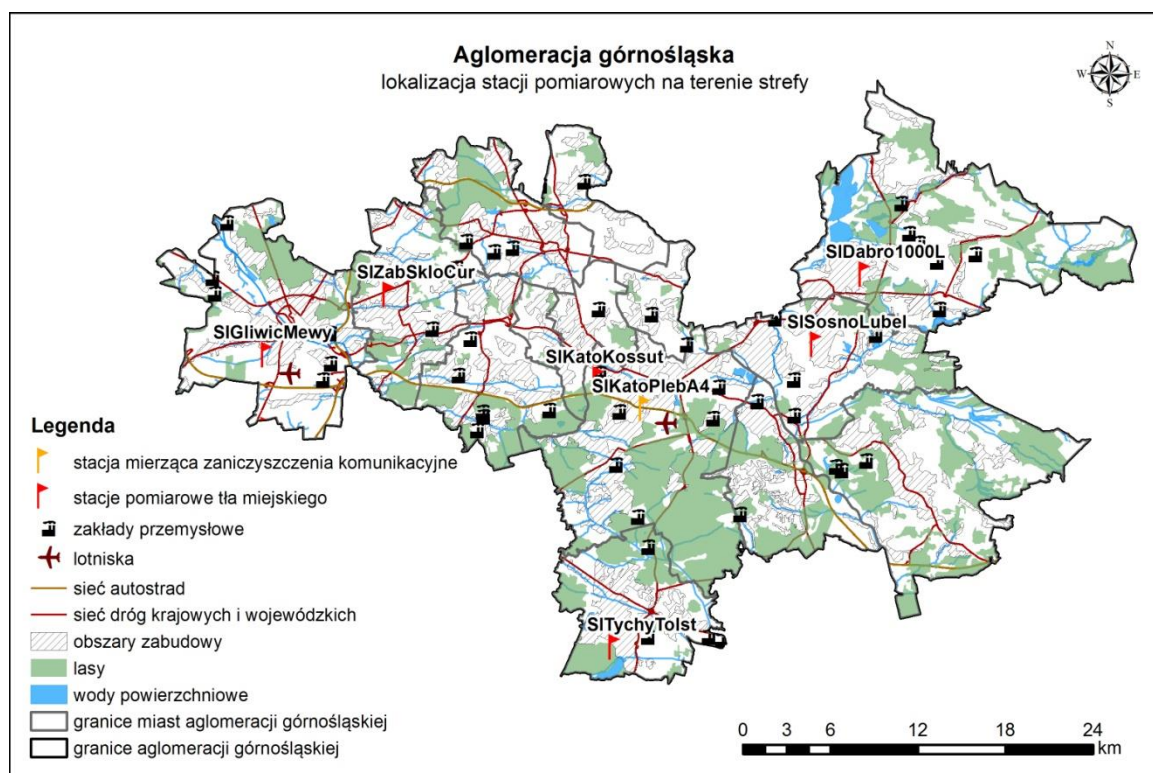 Aglomeracja górnośląska
lokalizacja stacji pomiarowych na terenie strefy
N
W E
S
SlDabro1000L
SlZabSkloCur
SlSosnoLubel
SlGliwicMewy
SlKatoKossut
SlKatoPlebA4
SlTychyTolst
Legenda
stacja mierząca zaniczyszczenia komunikacyjne
stacje pomiarowe tła miejskiego
zakłady przemysłowe
lotniska
sieć autostrad
sieć dróg krajowych i wojewódzkich
obszary zabudowy
lasy
wody powierzchniowe
granice miast aglomeracji górnośląskiej
granice aglomeracji górnośląskiej
0 3 6 12 18 24
km